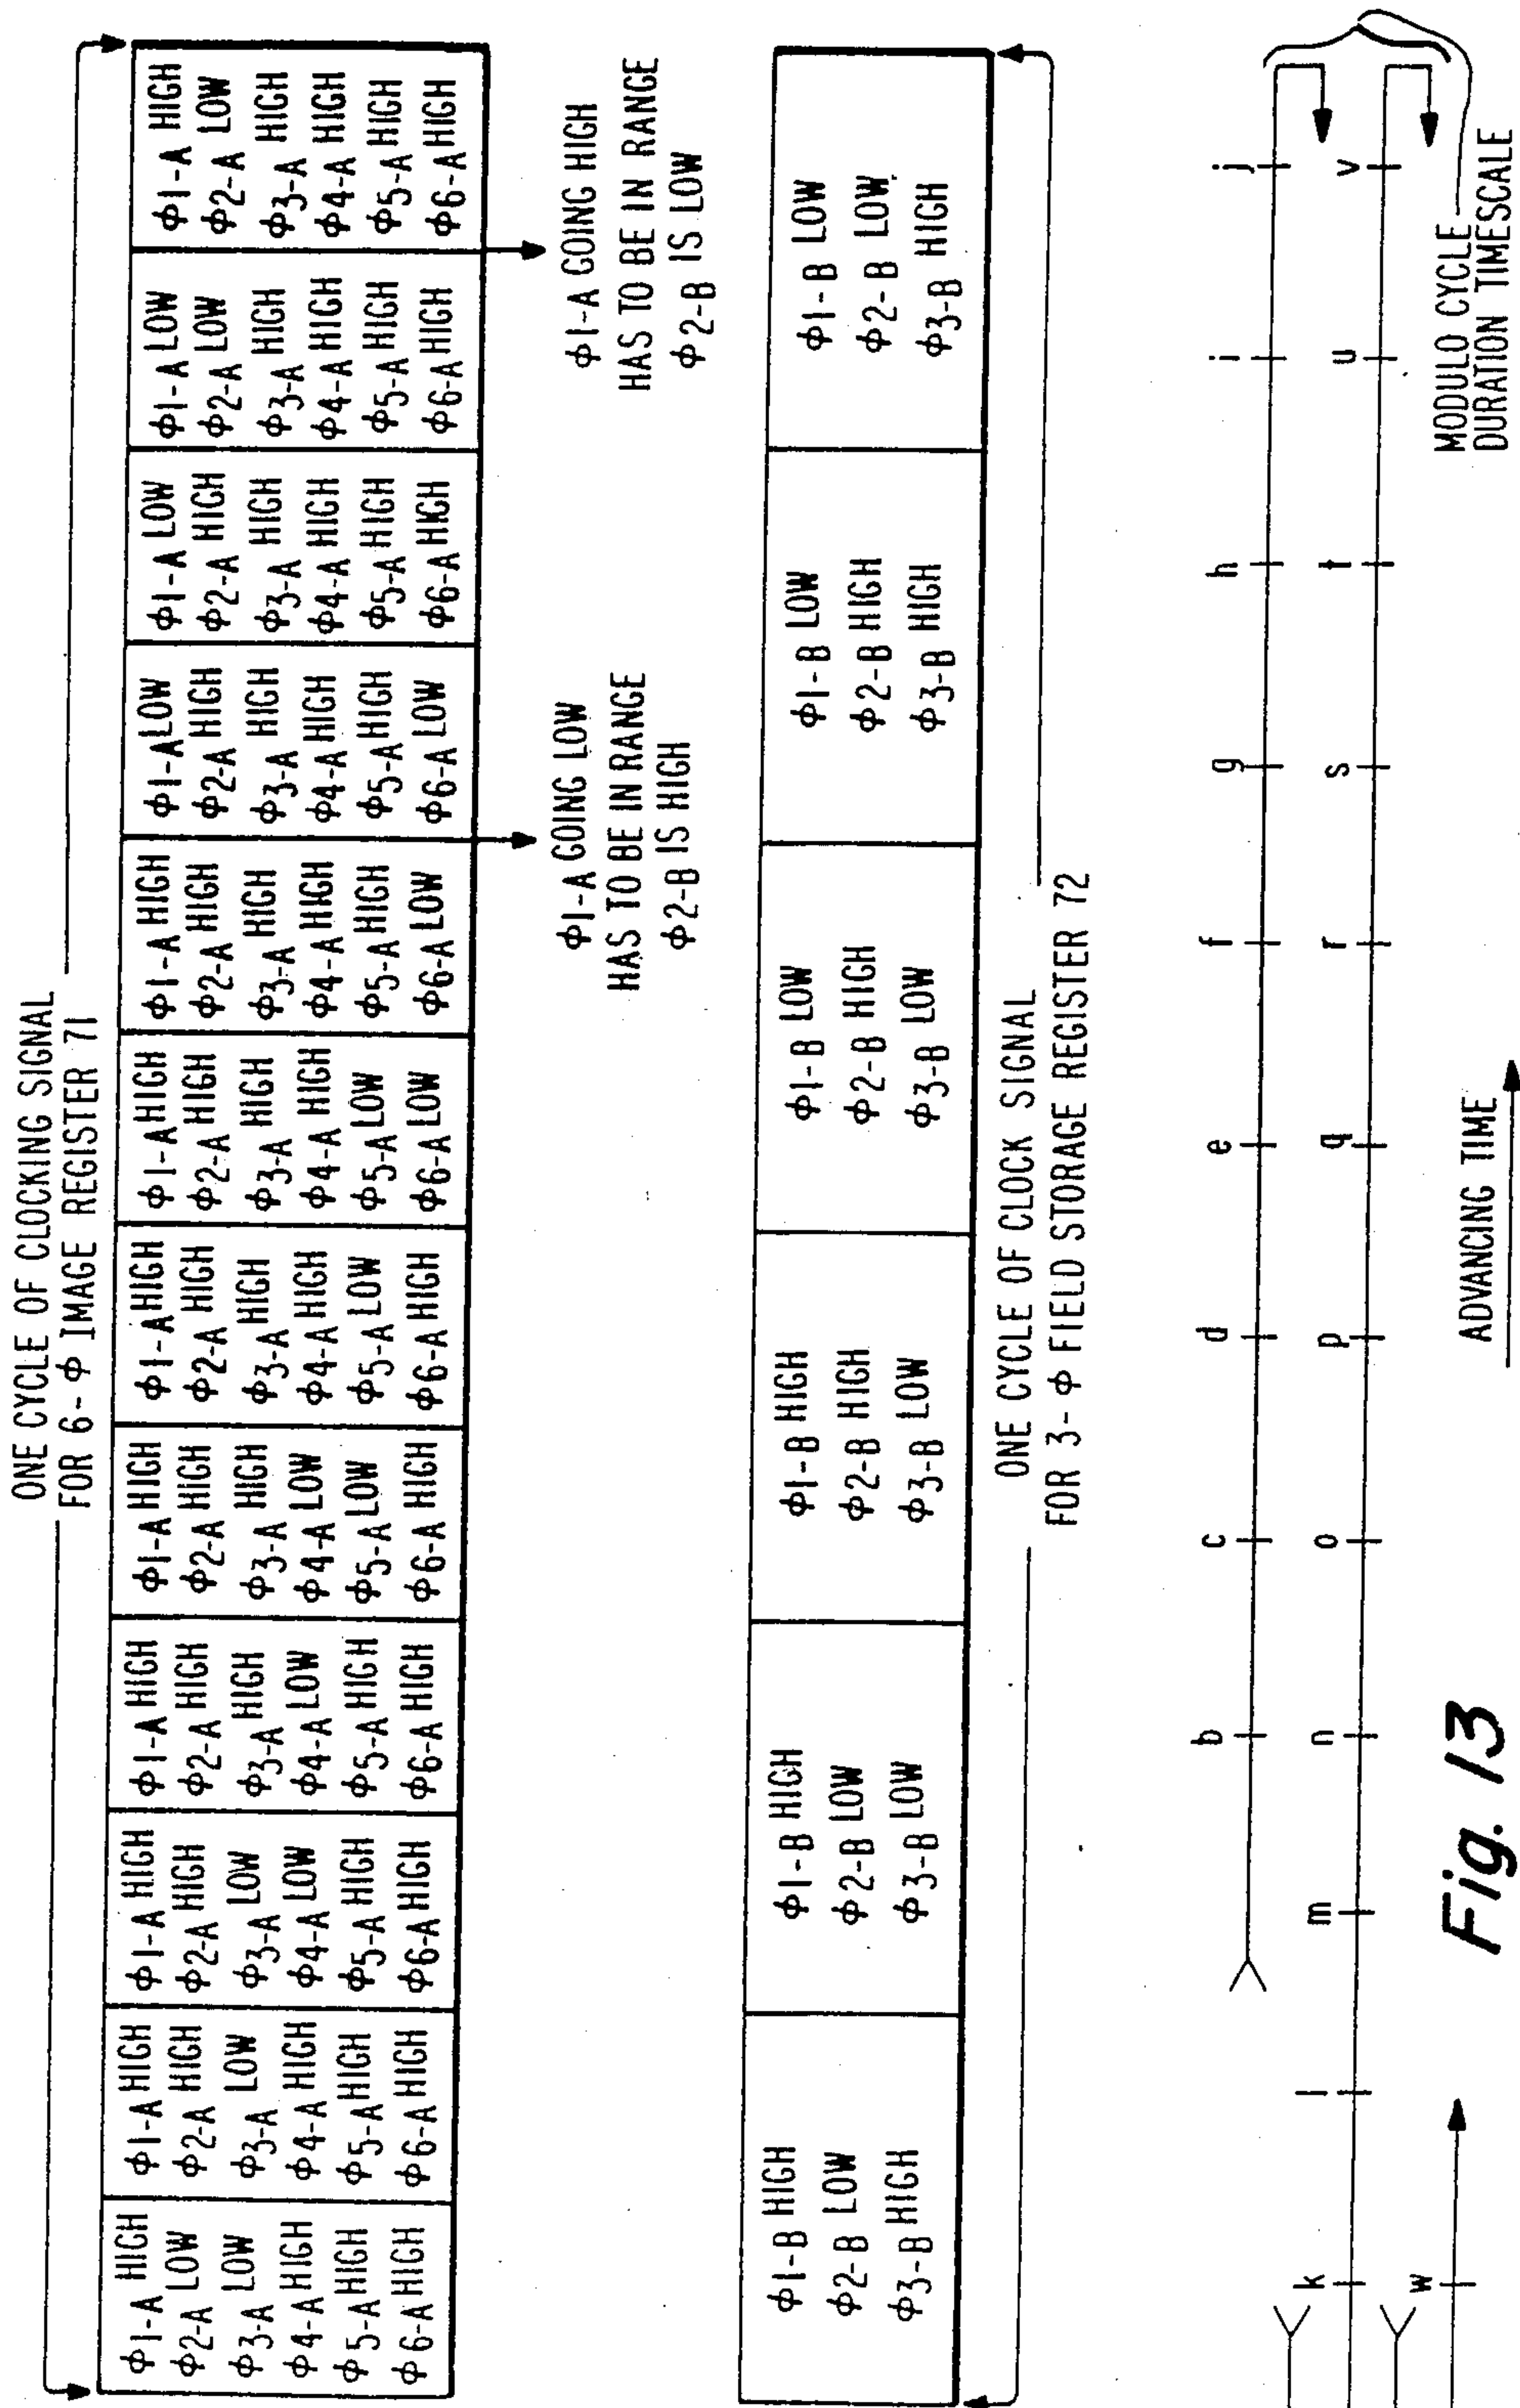 ONE CYCLE OF CLOCKING SIGNAL
FOR 6-ϕ IMAGE REGISTER 71
ϕ1-A HIGH
ϕ2-A LOW
ϕ3-A LOW
ϕ4-A HIGH
ϕ5-A HIGH
ϕ6-A HIGH
ϕ1-A HIGH
ϕ2-A HIGH
ϕ3-A LOW
ϕ4-A HIGH
ϕ5-A HIGH
ϕ6-A HIGH
ϕ1-A HIGH
ϕ2-A HIGH
ϕ3-A LOW
ϕ4-A LOW
ϕ5-A HIGH
ϕ6-A HIGH
ϕ1-A HIGH
ϕ2-A HIGH
ϕ3-A HIGH
ϕ4-A LOW
ϕ5-A HIGH
ϕ6-A HIGH
ϕ1-A HIGH
ϕ2-A HIGH
ϕ3-A HIGH
ϕ4-A LOW
ϕ5-A LOW
ϕ6-A HIGH
ϕ1-A HIGH
ϕ2-A HIGH
ϕ3-A HIGH
ϕ4-A HIGH
ϕ5-A LOW
ϕ6-A HIGH
ϕ1-A HIGH
ϕ2-A HIGH
ϕ3-A HIGH
ϕ4-A HIGH
ϕ5-A LOW
ϕ6-A LOW
ϕ1-A HIGH
ϕ2-A HIGH
ϕ3-A HIGH
ϕ4-A HIGH
ϕ5-A HIGH
ϕ6-A LOW
ϕ1-A LOW
ϕ2-A HIGH
ϕ3-A HIGH
ϕ4-A HIGH
ϕ5-A HIGH
ϕ6-A LOW
ϕ1-A LOW
ϕ2-A HIGH
ϕ3-A HIGH
ϕ4-A HIGH
ϕ5-A HIGH
ϕ6-A HIGH
ϕ1-A LOW
ϕ2-A LOW
ϕ3-A HIGH
ϕ4-A HIGH
ϕ5-A HIGH
ϕ6-A HIGH
ϕ1-A HIGH
ϕ2-A LOW
ϕ3-A HIGH
ϕ4-A HIGH
ϕ5-A HIGH
ϕ6-A HIGH
ϕ1-A GOING LOW
HAS TO BE IN RANGE
ϕ2-B IS HIGH
ϕ1-A GOING HIGH
HAS TO BE IN RANGE
ϕ2-B IS LOW
ϕ1-B HIGH
ϕ2-B LOW
ϕ3-B HIGH
ϕ1-B HIGH
ϕ2-B LOW
ϕ3-B LOW
ϕ1-B HIGH
ϕ2-B HIGH
ϕ3-B LOW
ϕ1-B LOW
ϕ2-B HIGH
ϕ3-B LOW
ϕ1-B LOW
ϕ2-B HIGH
ϕ3-B HIGH
ϕ1-B LOW
ϕ2-B LOW
ϕ3-B HIGH
ONE CYCLE OF CLOCK SIGNAL
FOR 3-ϕ FIELD STORAGE REGISTER 72
b c d e f g h i j
k l m n o p q r s t u v
w
MODULO CYCLE
DURATION TIMESCALE
ADVANCING TIME
Fig. 13